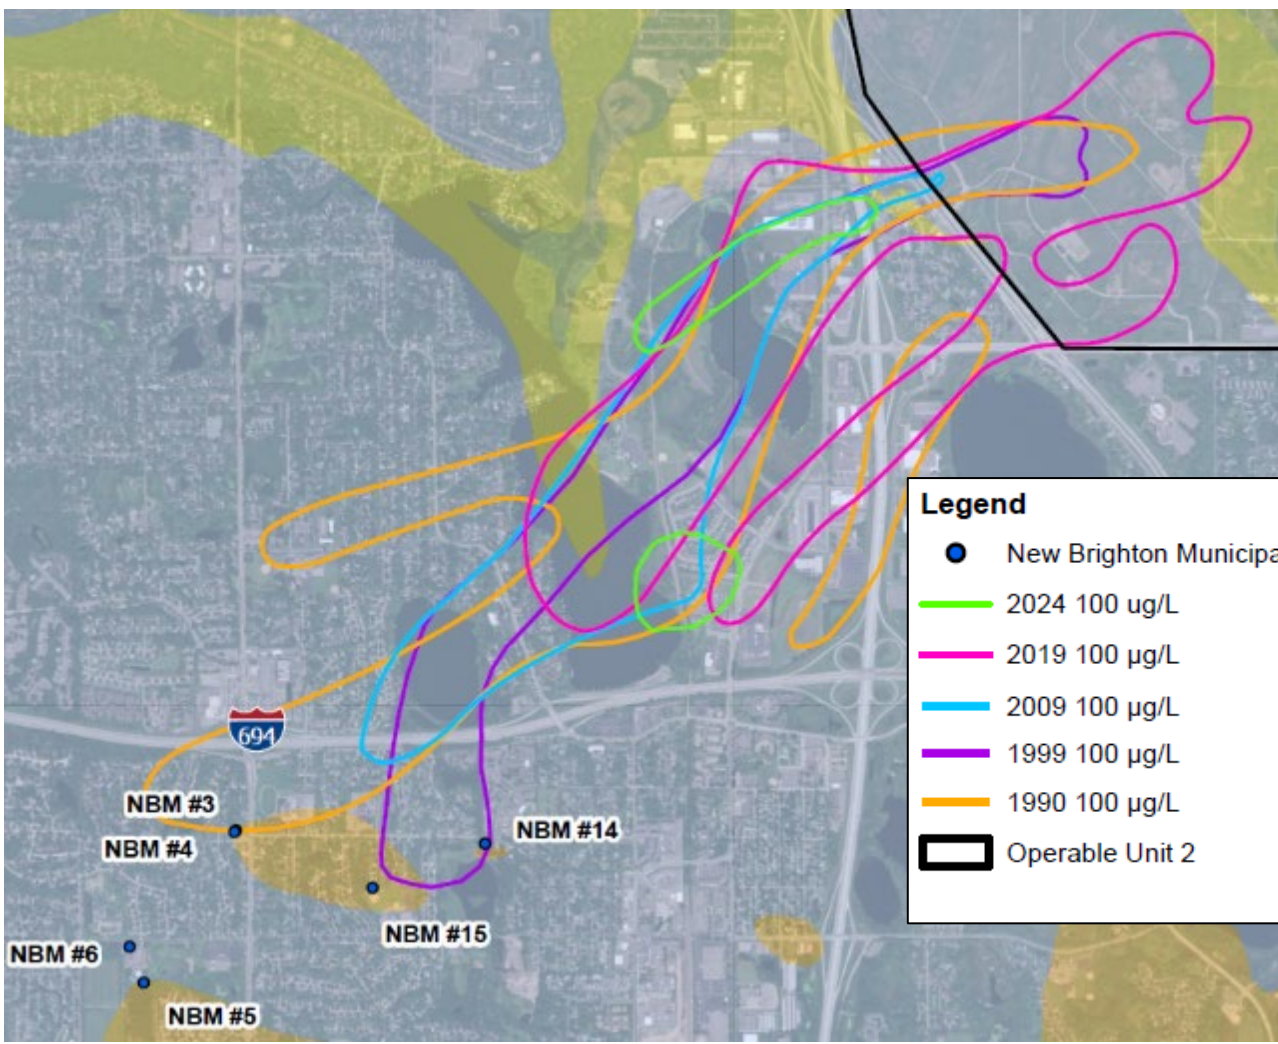 694
NBM #3
NBM #4
NBM #14
NBM #15
NBM #6
NBM #5
Legend
New Brighton Municipa
2024 100 ug/L
2019 100 µg/L
2009 100 µg/L
1999 100 µg/L
1990 100 µg/L
Operable Unit 2